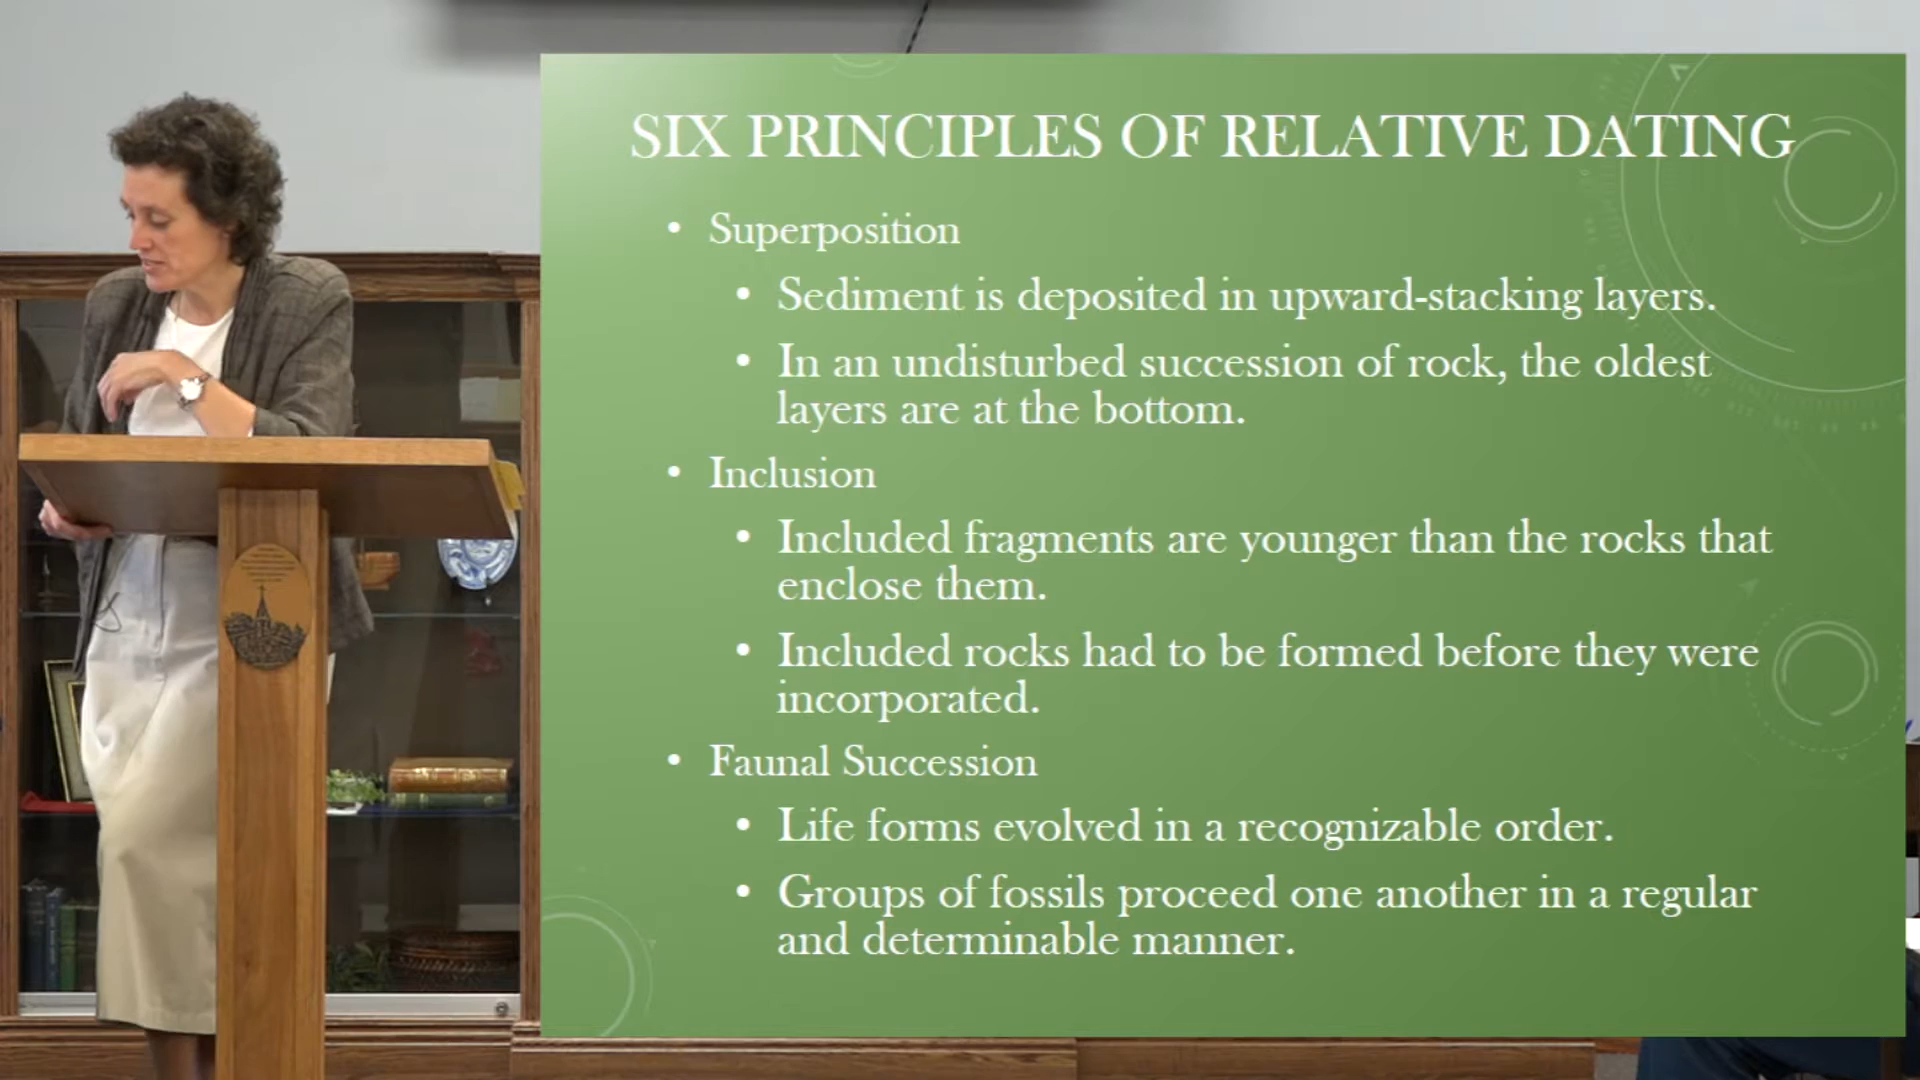 SIX PRINCIPLES OF RELATIVE DATING
• Superposition
• Sediment is deposited in upward-stacking layers.
• In an undisturbed succession of rock, the oldest
layers are at the bottom.
• Inclusion
• Included fragments are younger than the rocks that
enclose them.
• Included rocks had to be formed before they were
incorporated.
• Faunal Succession
• Life forms evolved in a recognizable order.
• Groups of fossils proceed one another in a regular
and determinable manner.